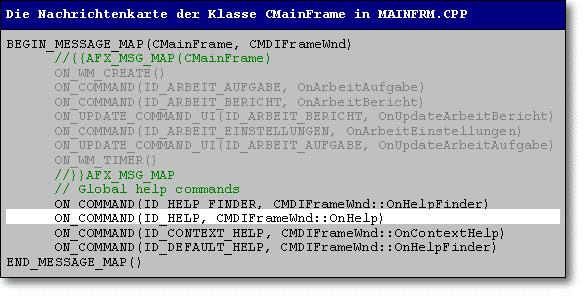 Die Nachrichtenkarte der Klasse CMainFrame in MAINFRM.CPP
BEGIN_MESSAGE_MAP(CMainFrame, CMDIFrameWnd)
//{{AFX_MSG_MAP(CMainFrame)
ON_WM_CREATE()
ON_COMMAND(ID_ARBEIT_AUFGABE, OnArbeitAufgabe)
ON_COMMAND(ID_ARBEIT_BERICHT, OnArbeitBericht)
ON_UPDATE_COMMAND_UI(ID_ARBEIT_BERICHT, OnUpdateArbeitBericht)
ON_COMMAND(ID_ARBEIT_EINSTELLUNGEN, OnArbeitEinstellungen)
ON_UPDATE_COMMAND_UI(ID_ARBEIT_AUFGABE, OnUpdateArbeitAufgabe)
ON_WM_TIMER()
//}}AFX_MSG_MAP
// Global help commands
ON_COMMAND(ID_HELP_FINDER, CMDIFrameWnd::OnHelpFinder)
ON_COMMAND(ID_HELP, CMDIFrameWnd::OnHelp)
ON_COMMAND(ID_CONTEXT_HELP, CMDIFrameWnd::OnContextHelp)
ON_COMMAND(ID_DEFAULT_HELP, CMDIFrameWnd::OnHelpFinder)
END_MESSAGE_MAP()